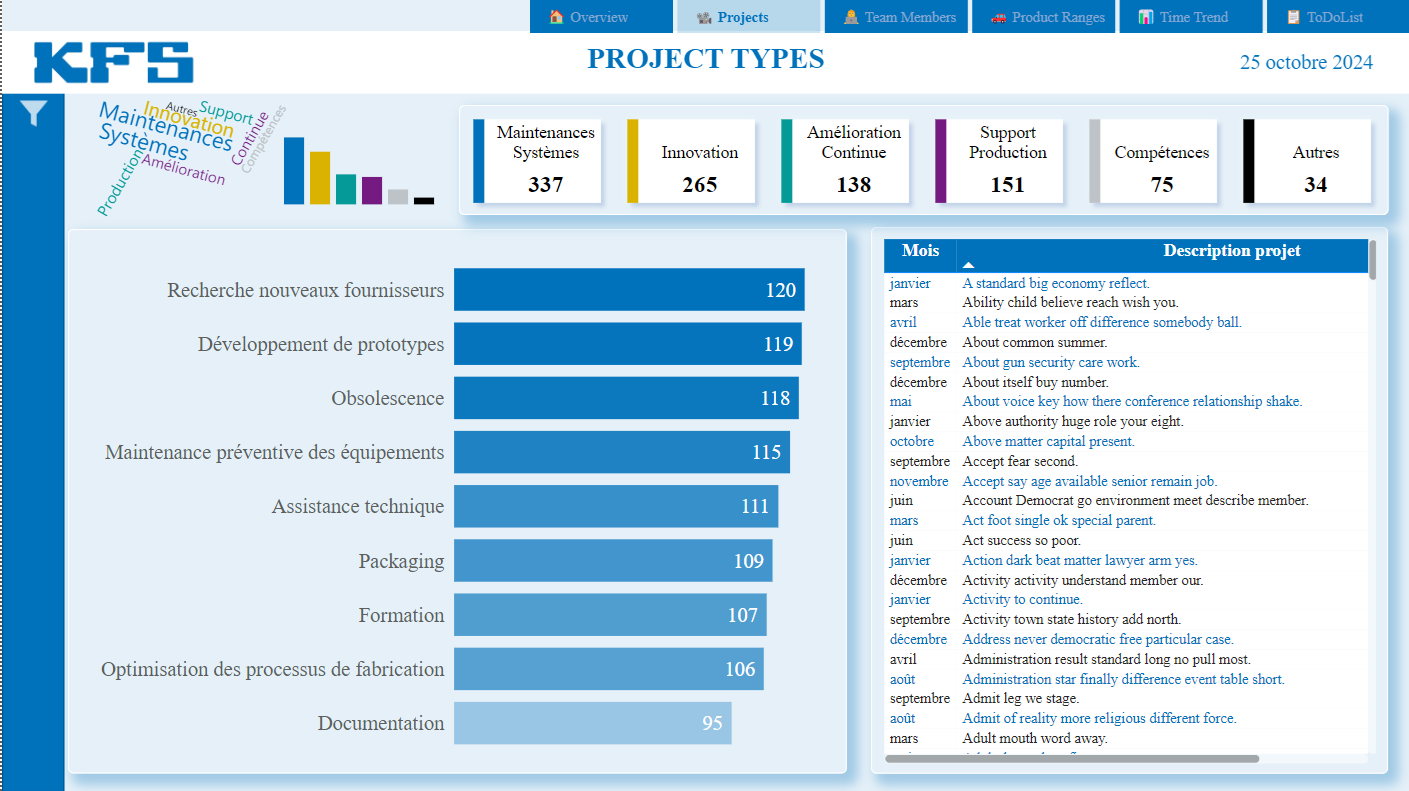 Overview
Projects
Team Members
Product Ranges
Time Trend
ToDoList
KFS
PROJECT TYPES
25 octobre 2024
Maintenances
Systèmes
Innovation
Autres
Support
Continue
Compétences
Amélioration
Production
Maintenances
Systèmes
337
Innovation
265
Amélioration
Continue
138
Support
Production
151
Compétences
75
Autres
34
Recherche nouveaux fournisseurs 120
Développement de prototypes 119
Obsolescence 118
Maintenance préventive des équipements 115
Assistance technique 111
Packaging 109
Formation 107
Optimisation des processus de fabrication 106
Documentation 95
Mois Description projet
janvier A standard big economy reflect.
mars Ability child believe reach wish you.
avril Able treat worker off difference somebody ball.
décembre About common summer.
septembre About gun security care work.
décembre About itself buy number.
mai About voice key how there conference relationship shake.
janvier Above authority huge role your eight.
octobre Above matter capital present.
septembre Accept fear second.
novembre Accept say age available senior remain job.
juin Account Democrat go environment meet describe member.
mars Act foot single ok special parent.
juin Act success so poor.
janvier Action dark beat matter lawyer arm yes.
décembre Activity activity understand member our.
janvier Activity to continue.
septembre Activity town state history add north.
décembre Address never democratic free particular case.
avril Administration result standard long no pull most.
août Administration star finally difference event table short.
septembre Admit leg we stage.
août Admit of reality more religious different force.
mars Adult mouth word away.